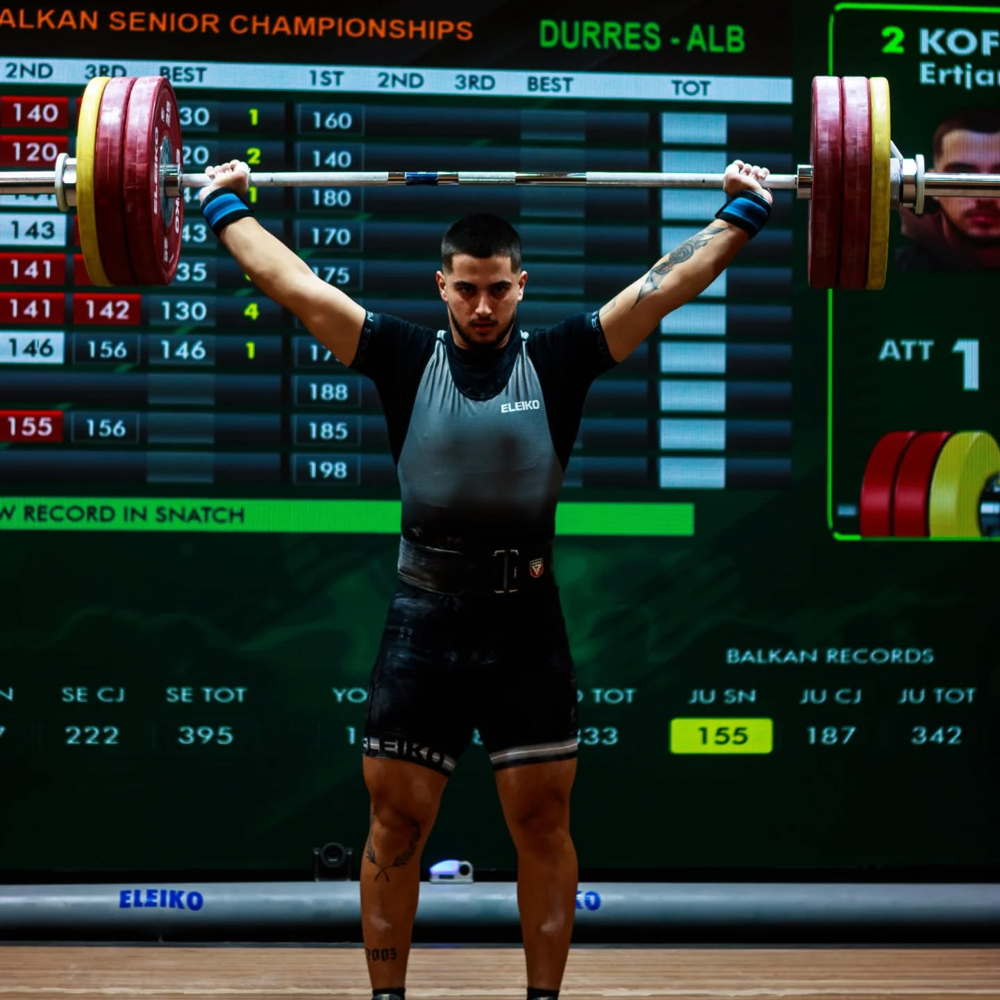 ALKAN SENIOR CHAMPIONSHIPS DURRES - ALB
2 KOF
Ertja
2ND 3RD BEST 1ST 2ND 3RD BEST TOT
140 30 1 160
120 20 2 140
1 180
143 43 170
141 35 75
141 142 130 4
146 156 146 1 17
188
155 156 185
198
ATT 1
W RECORD IN SNATCH
ELEIKO
ELEIKO
BALKAN RECORDS
N SE CJ SE TOT YO TOT JU SN JU CJ JU TOT
7 222 395 1 33 155 187 342
ELEIKO
ELEIKO KO
2003